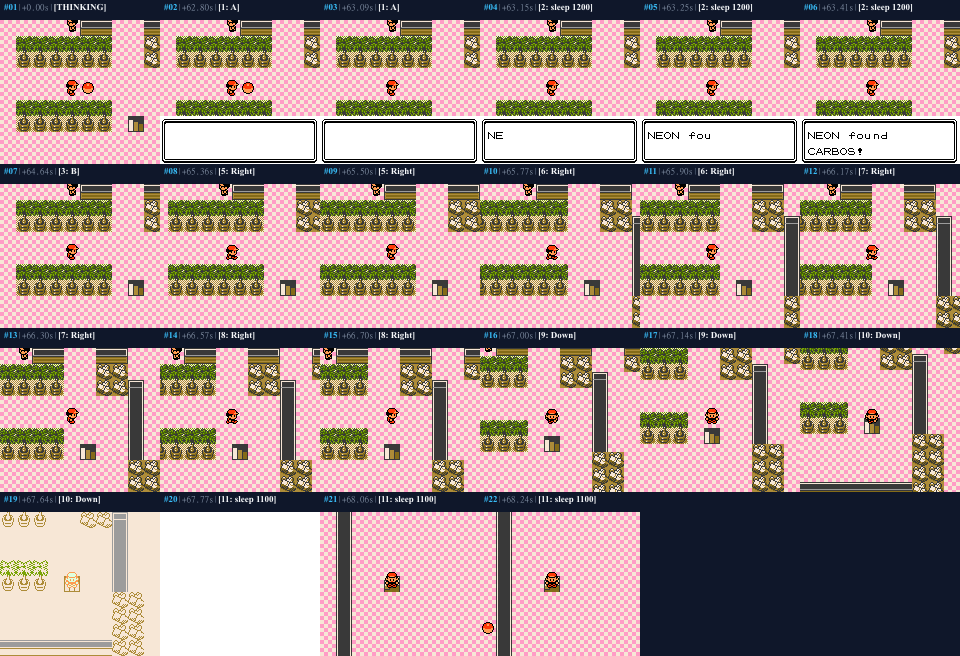 #01|+0.00s|[THINKING]
#02|+62.80s|[1: A]
#03|+63.09s|[1: A]
#04|+63.15s|[2: sleep 1200]
#05|+63.25s|[2: sleep 1200]
#06|+63.41s|[2: sleep 1200]
NE
NEON fou
NEON found
CARBOS!
#07|+64.64s|[3: B]
#08|+65.36s|[5: Right]
#09|+65.50s|[5: Right]
#10|+65.77s|[6: Right]
#11|+65.90s|[6: Right]
#12|+66.17s|[7: Right]
#13|+66.30s|[7: Right]
#14|+66.57s|[8: Right]
#15|+66.70s|[8: Right]
#16|+67.00s|[9: Down]
#17|+67.14s|[9: Down]
#18|+67.41s|[10: Down]
#19|+67.64s|[10: Down]
#20|+67.77s|[11: sleep 1100]
#21|+68.06s|[11: sleep 1100]
#22|+68.24s|[11: sleep 1100]